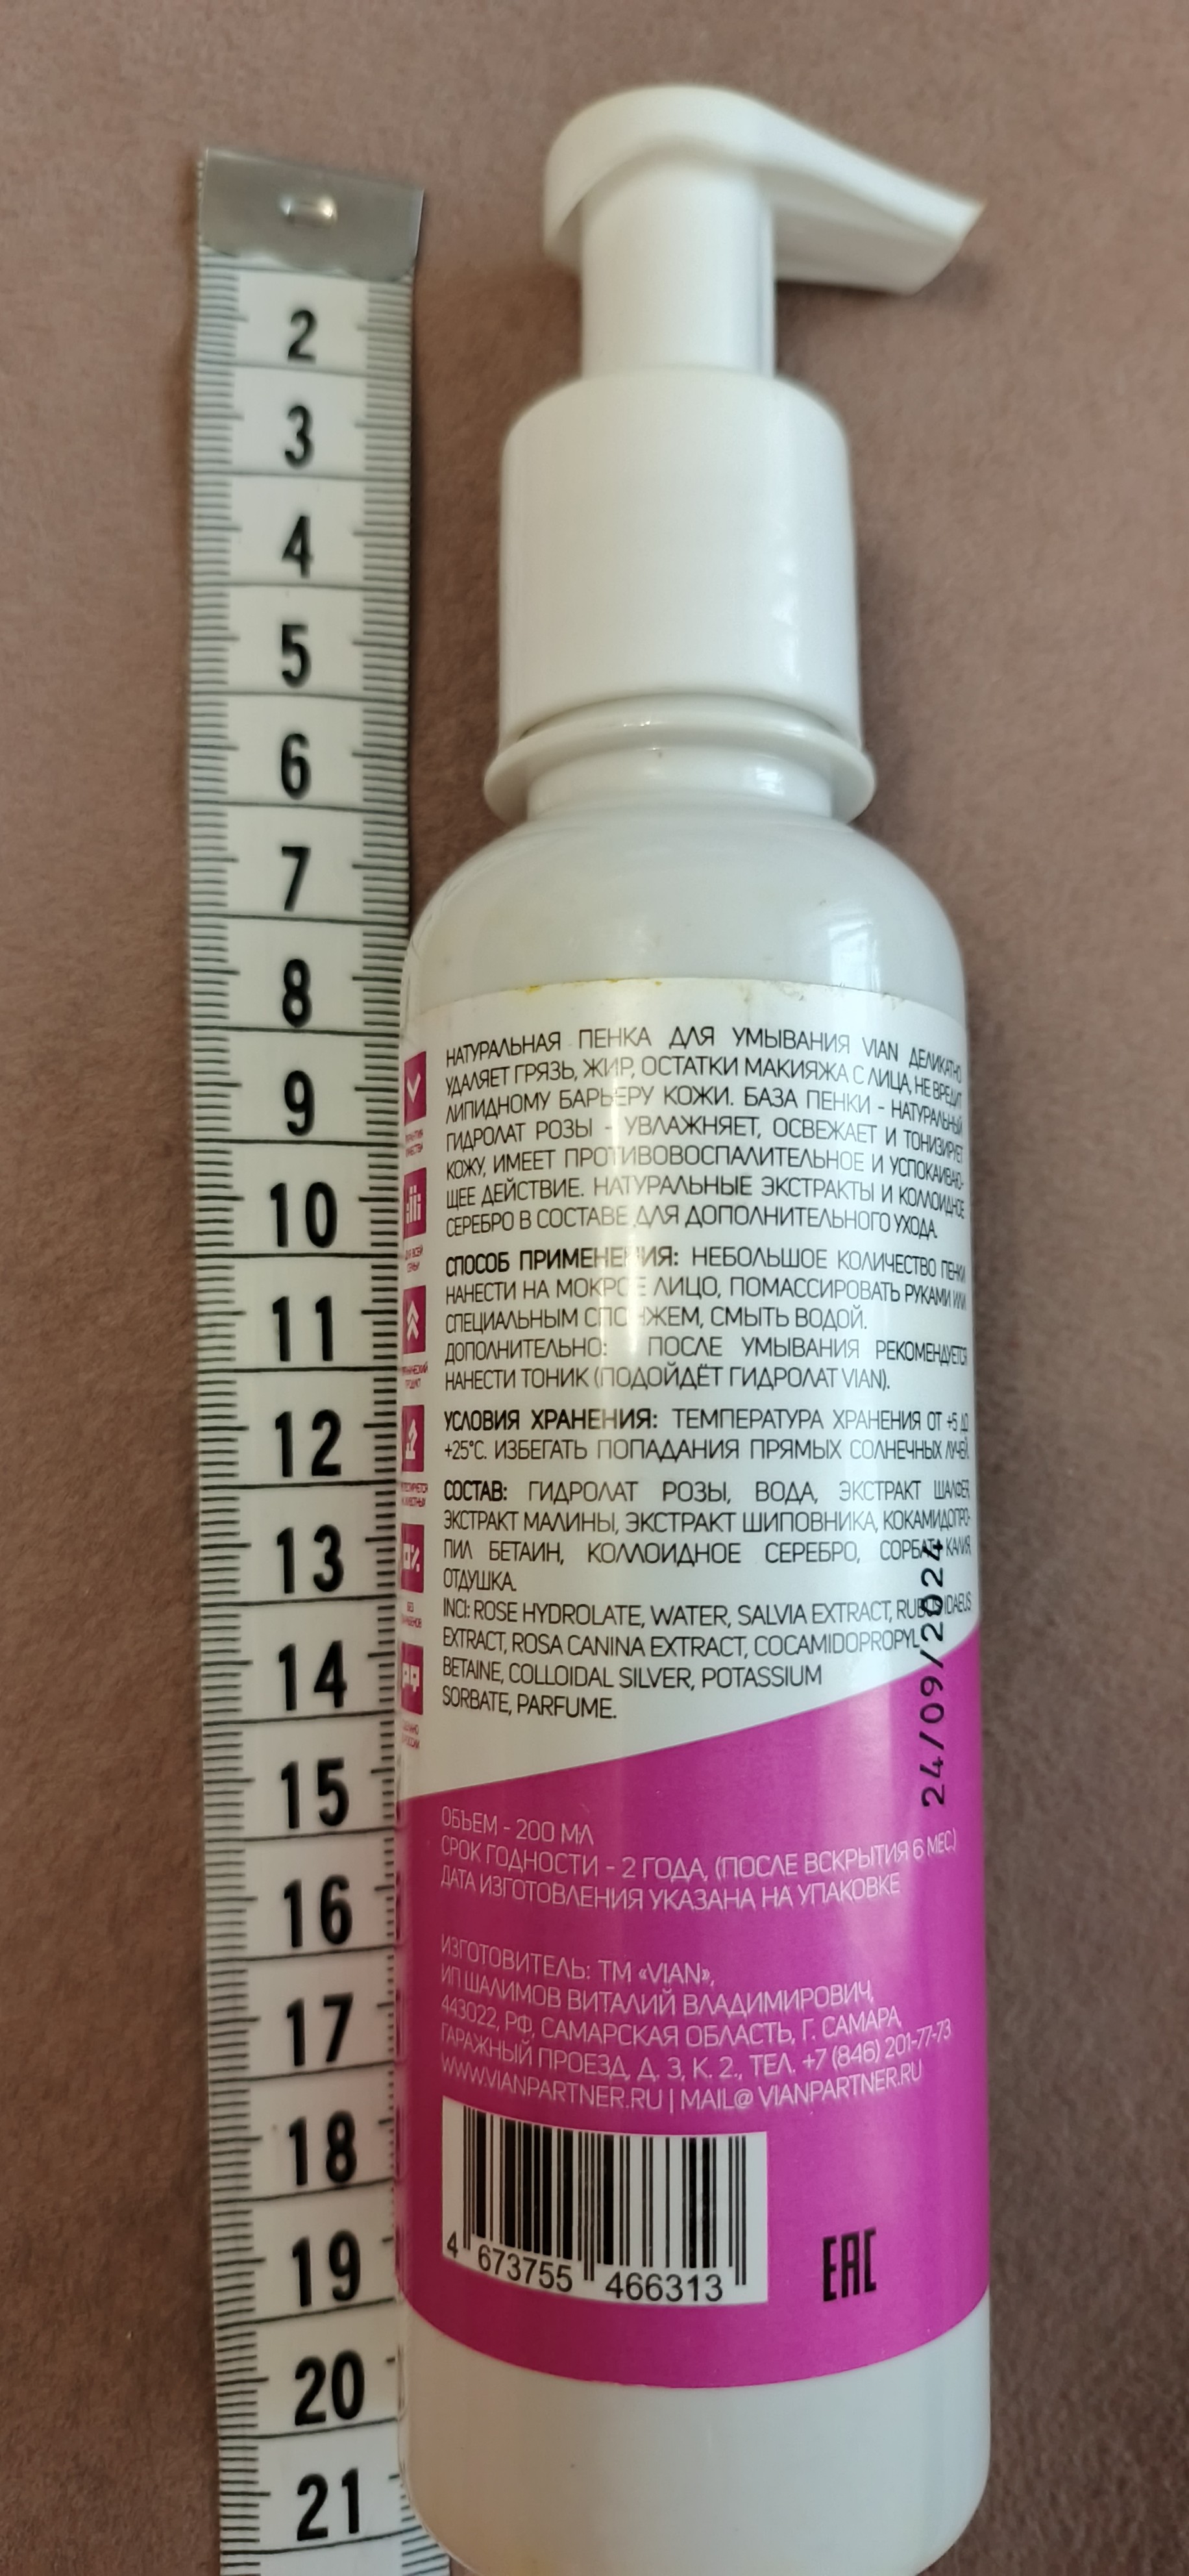 2
3
4
5
6
7
8
9
10
11
12
13
14
15
16
17
18
19
20
21
НАТУРАЛЬНАЯ ПЕНКА ДЛЯ УМЫВАНИЯ VIAN ДЕЛИКАТНО
УДАЛЯЕТ ГРЯЗЬ, ЖИР, ОСТАТКИ МАКИЯЖА С ЛИЦА, НЕ ВРЕДИТ
ЛИПИДНОМУ БАРЬЕРУ КОЖИ. БАЗА ПЕНКИ - НАТУРАЛЬНЫЙ
ГИДРОЛАТ РОЗЫ - УВЛАЖНЯЕТ, ОСВЕЖАЕТ И ТОНИЗИРУЕТ
КОЖУ, ИМЕЕТ ПРОТИВОВОСПАЛИТЕЛЬНОЕ И УСПОКАИВАЮ-
ЩЕЕ ДЕЙСТВИЕ. НАТУРАЛЬНЫЕ ЭКСТРАКТЫ И КОЛЛОИДНОЕ
СЕРЕБРО В СОСТАВЕ ДЛЯ ДОПОЛНИТЕЛЬНОГО УХОДА.
СПОСОБ ПРИМЕНЕНИЯ: НЕБОЛЬШОЕ КОЛИЧЕСТВО ПЕНКИ
НАНЕСТИ НА МОКРОЕ ЛИЦО, ПОМАССИРОВАТЬ РУКАМИ ИЛИ
СПЕЦИАЛЬНЫМ СПОНЖЕМ, СМЫТЬ ВОДОЙ.
ДОПОЛНИТЕЛЬНО: ПОСЛЕ УМЫВАНИЯ РЕКОМЕНДУЕТСЯ
НАНЕСТИ ТОНИК (ПОДОЙДЁТ ГИДРОЛАТ VIAN).
УСЛОВИЯ ХРАНЕНИЯ: ТЕМПЕРАТУРА ХРАНЕНИЯ ОТ +5 ДО
+25°С. ИЗБЕГАТЬ ПОПАДАНИЯ ПРЯМЫХ СОЛНЕЧНЫХ ЛУЧЕЙ.
СОСТАВ: ГИДРОЛАТ РОЗЫ, ВОДА, ЭКСТРАКТ ШАЛФЕЯ,
ЭКСТРАКТ МАЛИНЫ, ЭКСТРАКТ ШИПОВНИКА, КОКАМИДОПРО-
ПИЛ БЕТАИН, КОЛЛОИДНОЕ СЕРЕБРО, СОРБАТ КАЛИЯ,
ОТДУШКА.
INCI: ROSE HYDROLATE, WATER, SALVIA EXTRACT, RUBUS IDAEUS
EXTRACT, ROSA CANINA EXTRACT, COCAMIDOPROPYL
BETAINE, COLLOIDAL SILVER, POTASSIUM
SORBATE, PARFUME.
24/09/2024
ОБЪЕМ - 200 МЛ
СРОК ГОДНОСТИ - 2 ГОДА, (ПОСЛЕ ВСКРЫТИЯ 6 МЕС.)
ДАТА ИЗГОТОВЛЕНИЯ УКАЗАНА НА УПАКОВКЕ
ИЗГОТОВИТЕЛЬ: ТМ «VIAN»,
ИП ШАЛИМОВ ВИТАЛИЙ ВЛАДИМИРОВИЧ,
443022, РФ, САМАРСКАЯ ОБЛАСТЬ, Г. САМАРА,
ГАРАЖНЫЙ ПРОЕЗД, Д. 3, К. 2., ТЕЛ. +7 (846) 201-77-73
WWW.VIANPARTNER.RU | MAIL@ VIANPARTNER.RU
4 673755 466313
EAC